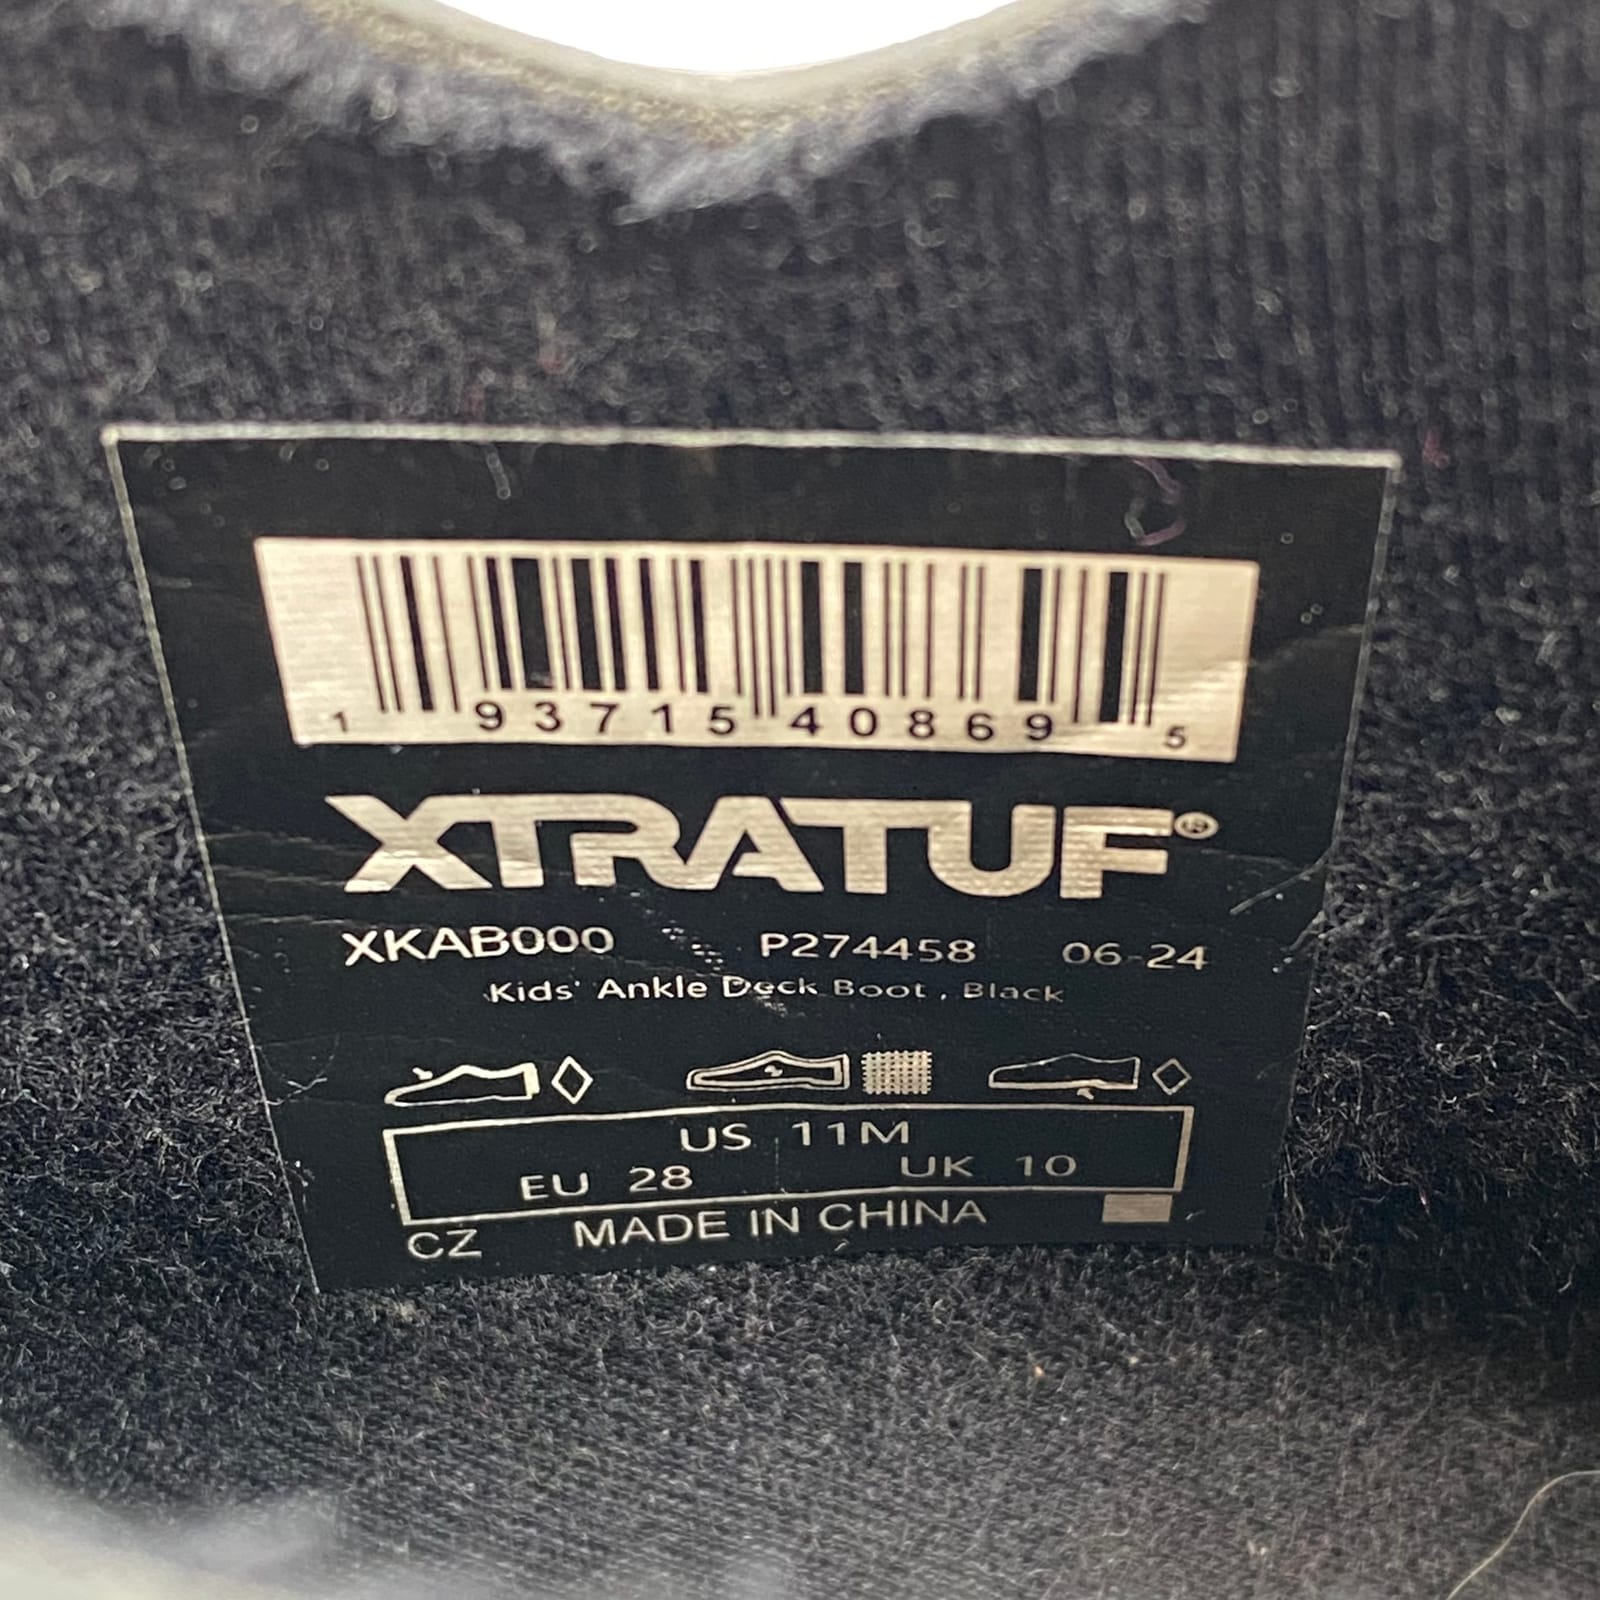 1 93715 40869 5
XTRATUF®
XKAB000 P274458 06-24
Kids' Ankle Deck Boot , Black
US 11M
EU 28 UK 10
CZ MADE IN CHINA